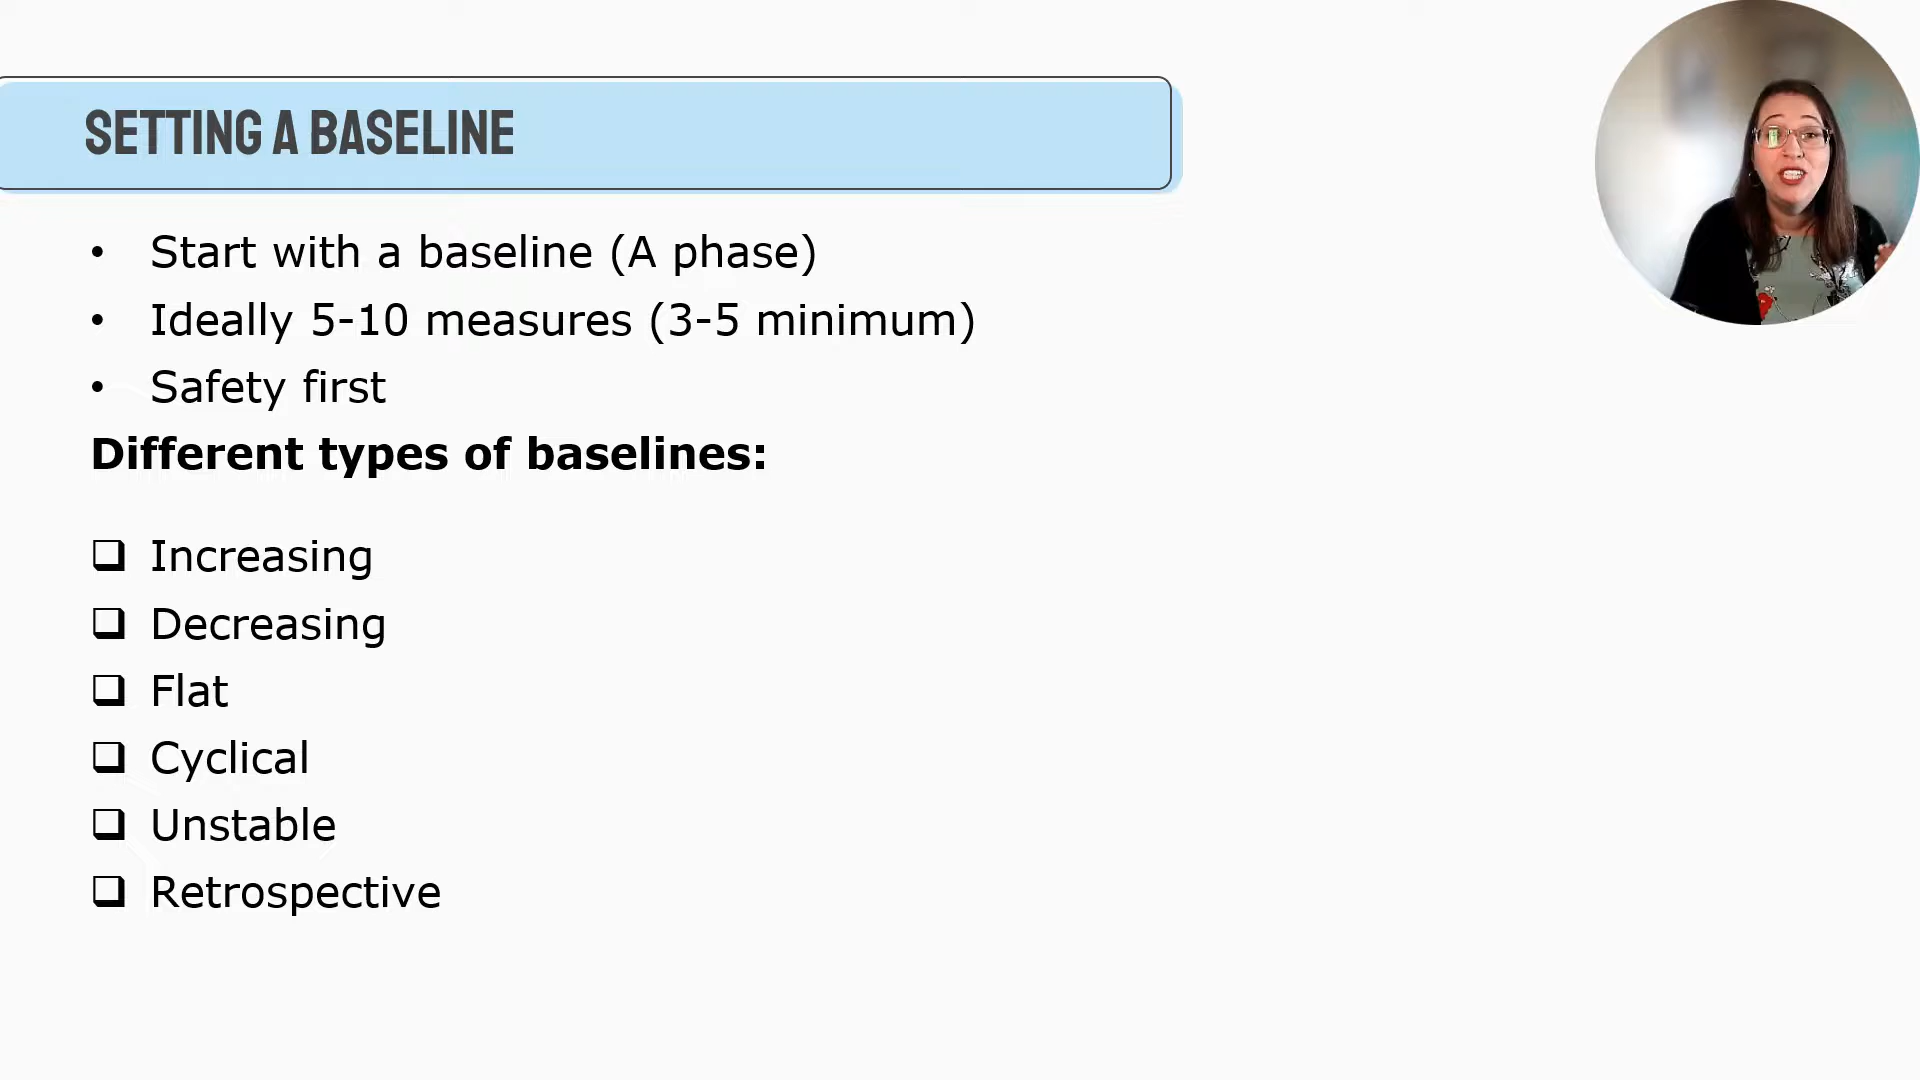 SETTING A BASELINE
• Start with a baseline (A phase)
• Ideally 5-10 measures (3-5 minimum)
• Safety first
Different types of baselines:
❑ Increasing
❑ Decreasing
❑ Flat
❑ Cyclical
❑ Unstable
❑ Retrospective